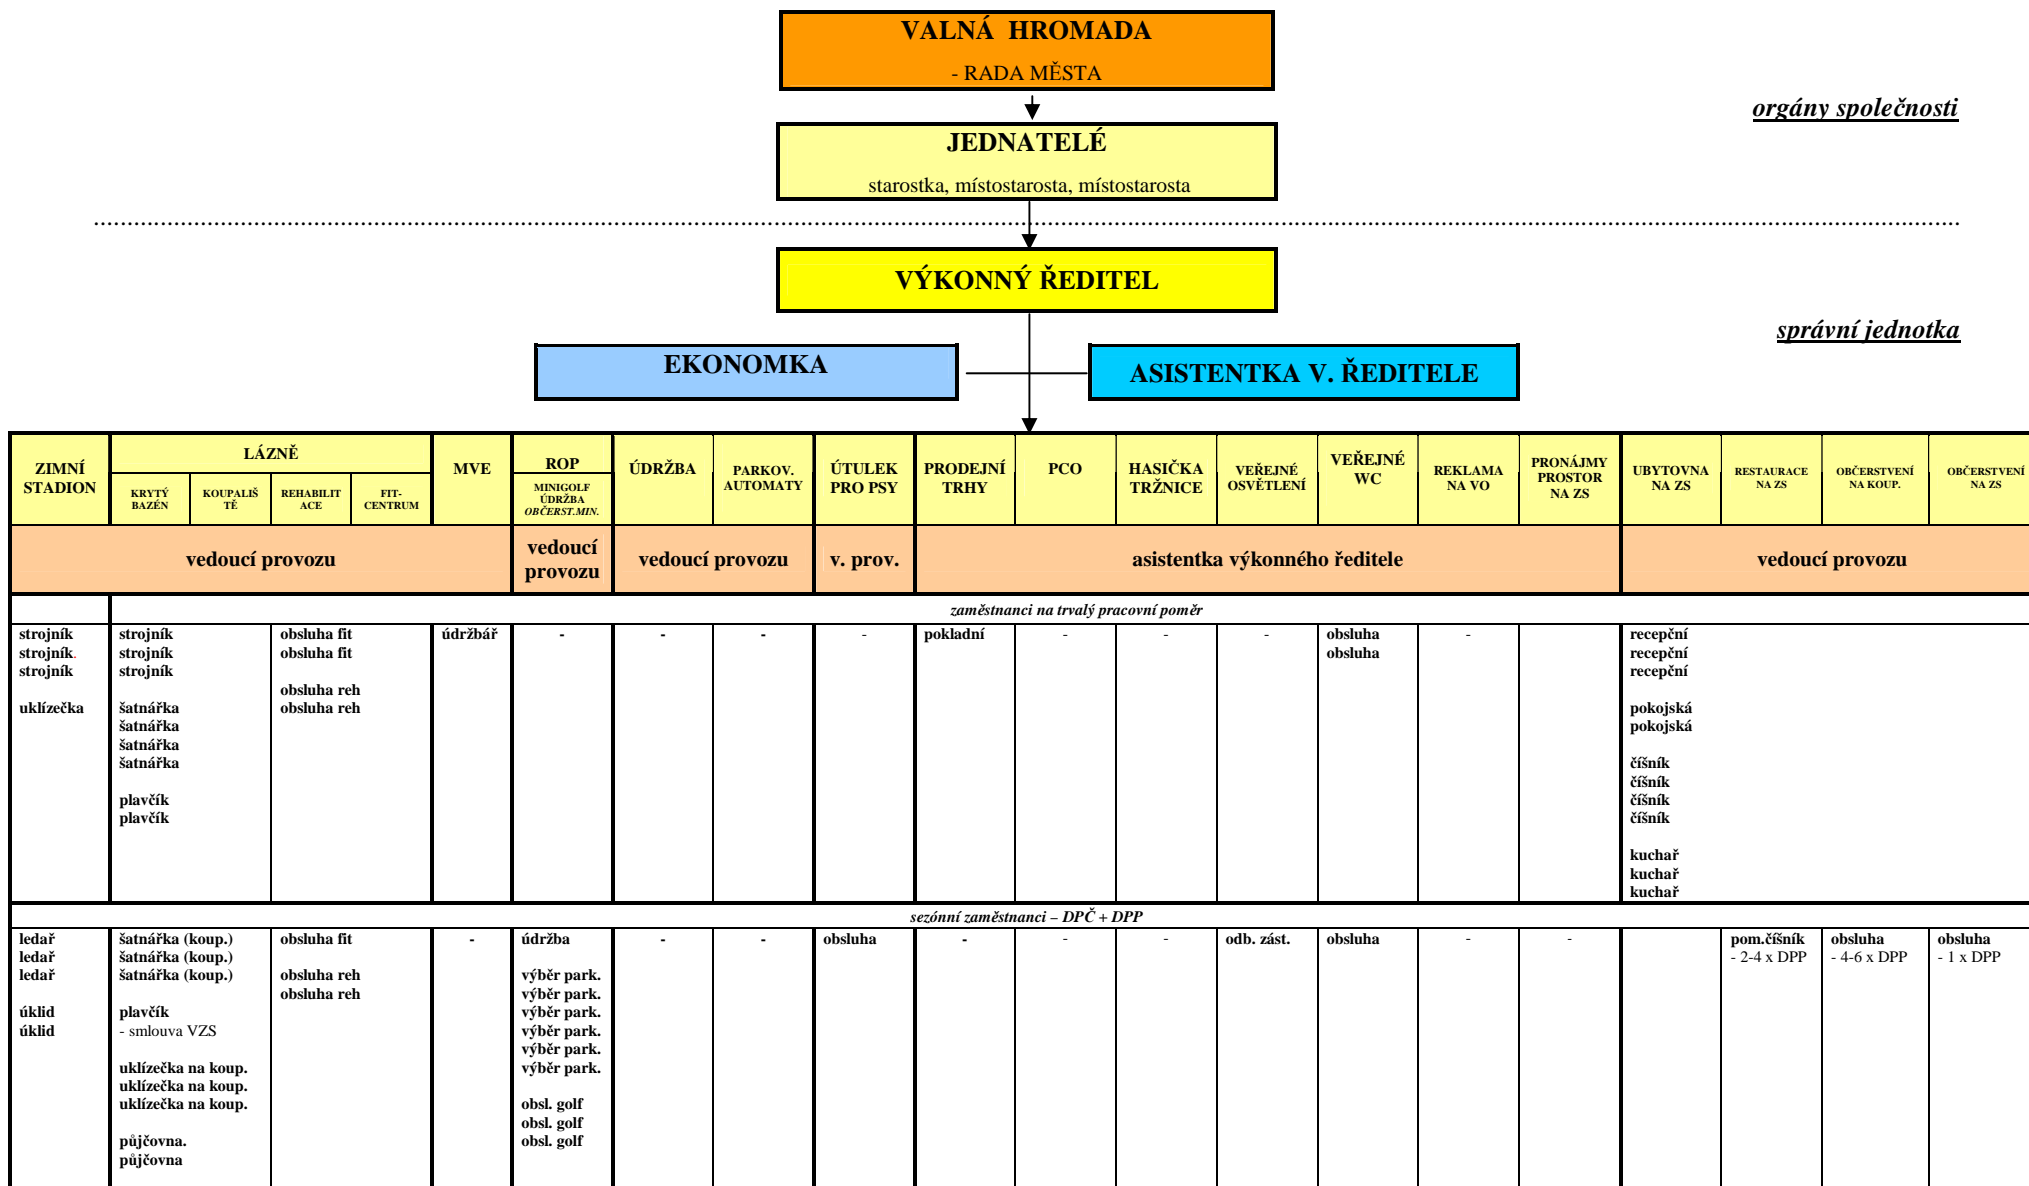 VALNÁ HROMADA
- RADA MĚSTA
orgány společnosti
JEDNATELÉ
starostka, místostarosta, místostarosta
VÝKONNÝ ŘEDITEL
správní jednotka
EKONOMKA
ASISTENTKA V. ŘEDITELE
ZIMNÍ
STADION
LÁZNĚ
KRYTÝ
BAZÉN
KOUPALIŠ
TĚ
REHABILIT
ACE
FIT-
CENTRUM
MVE
ROP
MINIGOLF
ÚDRŽBA
OBČERST.MIN.
ÚDRŽBA
PARKOV.
AUTOMATY
ÚTULEK
PRO PSY
PRODEJNÍ
TRHY
PCO
HASIČKA
TRŽNICE
VEŘEJNÉ
OSVĚTLENÍ
VEŘEJNÉ
WC
REKLAMA
NA VO
PRONÁJMY
PROSTOR
NA ZS
UBYTOVNA
NA ZS
RESTAURACE
NA ZS
OBČERSTVENÍ
NA KOUP.
OBČERSTVENÍ
NA ZS
vedoucí provozu
vedoucí
provozu
vedoucí provozu
v. prov.
asistentka výkonného ředitele
vedoucí provozu
zaměstnanci na trvalý pracovní poměr
strojník
strojník.
strojník
uklízečka
strojník
strojník
strojník
šatnářka
šatnářka
šatnářka
šatnářka
plavčík
plavčík
obsluha fit
obsluha fit
obsluha reh
obsluha reh
údržbář
-
-
-
-
pokladní
-
-
-
obsluha
obsluha
-
recepční
recepční
recepční
pokojská
pokojská
číšník
číšník
číšník
číšník
kuchař
kuchař
kuchař
sezónní zaměstnanci – DPČ + DPP
ledař
ledař
ledař
úklid
úklid
šatnářka (koup.)
šatnářka (koup.)
šatnářka (koup.)
plavčík
- smlouva VZS
uklízečka na koup.
uklízečka na koup.
uklízečka na koup.
půjčovna.
půjčovna
obsluha fit
obsluha reh
obsluha reh
-
údržba
výběr park.
výběr park.
výběr park.
výběr park.
výběr park.
výběr park.
obsl. golf
obsl. golf
obsl. golf
-
-
obsluha
-
-
-
odb. zást.
obsluha
-
-
pom.číšník
- 2-4 x DPP
obsluha
- 4-6 x DPP
obsluha
- 1 x DPP